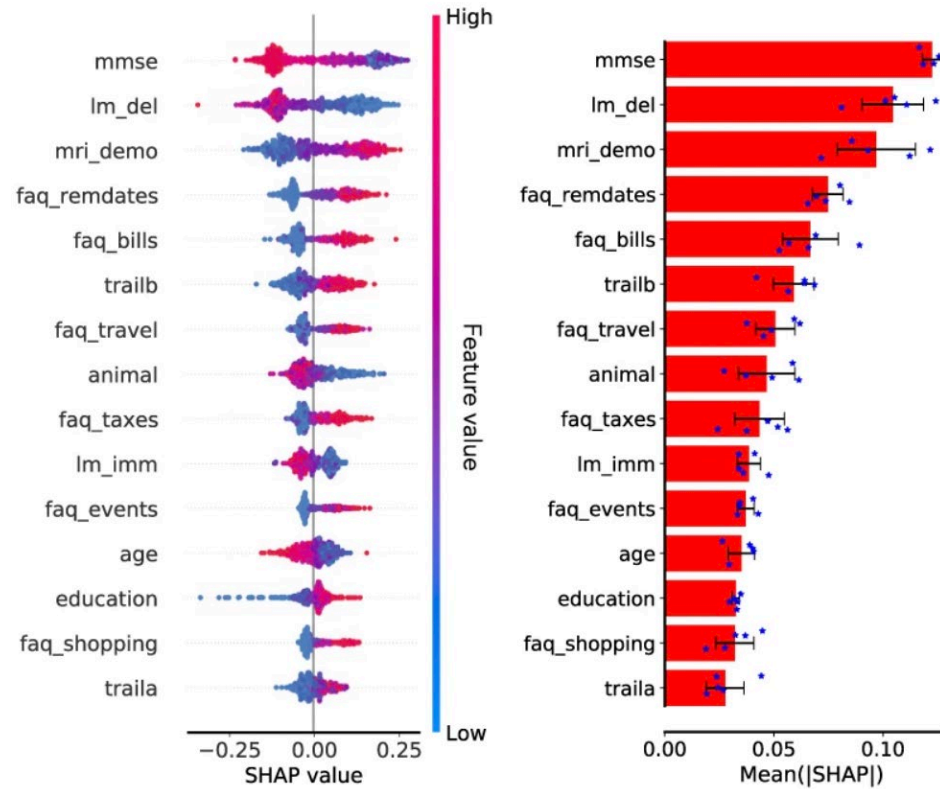 High
mmse
lm_del
mri_demo
faq_remdates
faq_bills
trailb
faq_travel
animal
faq_taxes
lm_imm
faq_events
age
education
faq_shopping
traila
Low
−0.25 0.00 0.25
SHAP value
Feature value
mmse
lm_del
mri_demo
faq_remdates
faq_bills
trailb
faq_travel
animal
faq_taxes
lm_imm
faq_events
age
education
faq_shopping
traila
0.00 0.05 0.10
Mean(|SHAP|)